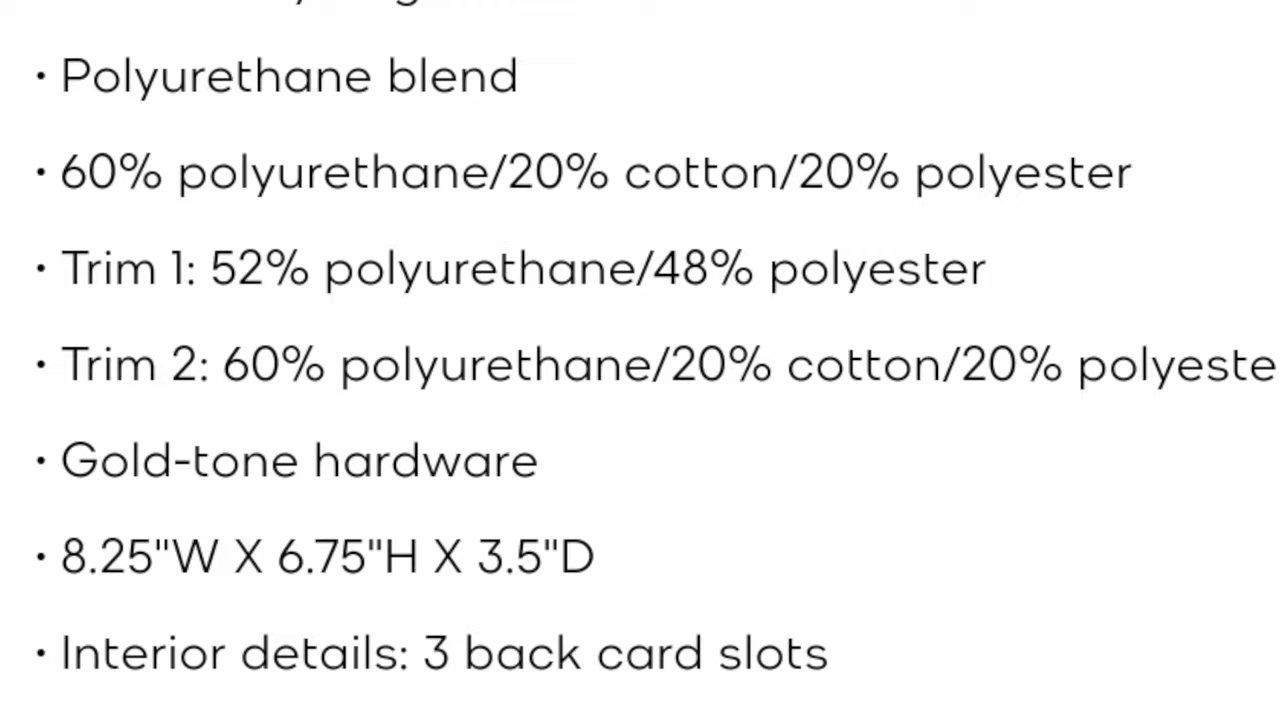 • Polyurethane blend
• 60% polyurethane/20% cotton/20% polyester
• Trim 1: 52% polyurethane/48% polyester
• Trim 2: 60% polyurethane/20% cotton/20% polyeste
• Gold-tone hardware
• 8.25"W X 6.75"H X 3.5"D
• Interior details: 3 back card slots